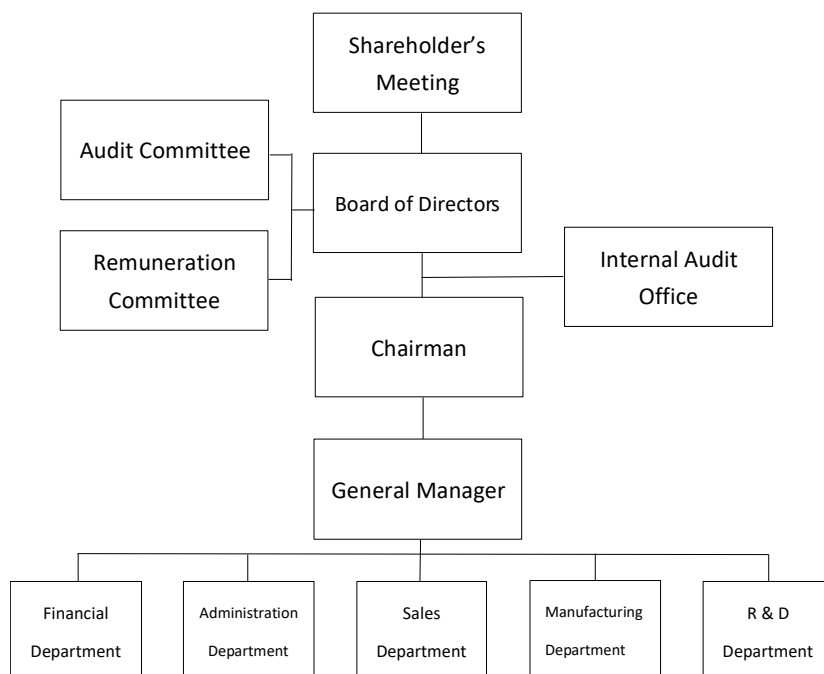 Shareholder’s
Meeting
Audit Committee
Board of Directors
Remuneration
Committee
Internal Audit
Office
Chairman
General Manager
Financial
Department
Administration
Department
Sales
Department
Manufacturing
Department
R & D
Department